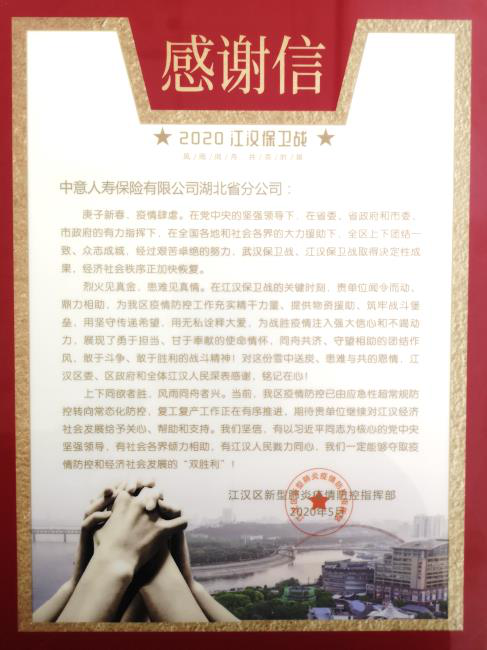 感谢信
★ 2020 江汉保卫战 ★
中意人寿保险有限公司湖北省分公司：
庚子新春、疫情肆虐。在党中央的坚强领导下，在省委、省政府和市委、
市政府的有力指挥下，在全国各地和社会各界的大力援助下，全区上下团结一
致、众志成城，经过艰苦卓绝的努力，武汉保卫战、江汉保卫战取得决定性成
果，经济社会秩序正加快恢复。
烈火见真金，患难见真情。在江汉保卫战的关键时刻，贵单位闻令而动、
鼎力相助，为我区疫情防控工作充实精干力量、提供物资援助、筑牢战斗堡
垒，用坚守传递希望，用无私诠释大爱，为战胜疫情注入强大信心和不竭动
力，展现了勇于担当、甘于奉献的使命情怀，同舟共济、守望相助的团结作
风，敢于斗争、敢于胜利的战斗精神！对这份雪中送炭、患难与共的恩情，江
汉区委、区政府和全体江汉人民深表感谢，铭记在心！
上下同欲者胜，风雨同舟者兴。当前，我区疫情防控已由应急性超常规防
控转向常态化防控，复工复产工作正在有序推进，期待贵单位继续对江汉经济
社会发展给予关心、帮助和支持。我们坚信，有以习近平同志为核心的党中央
坚强领导，有社会各界倾力相助，有江汉人民戮力同心，我们一定能够夺取疫
情防控和经济社会发展的“双胜利”！
江汉区新型肺炎疫情防控指挥部
2020年5月